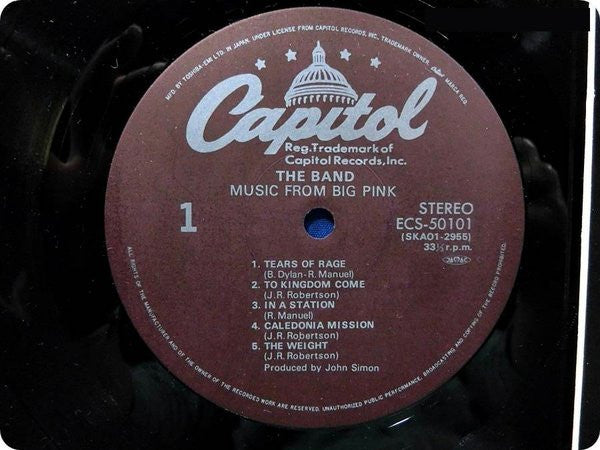 MFD. BY TOSHIBA-EMI LTD. IN JAPAN. UNDER LICENSE FROM CAPITOL RECORDS, INC. TRADEMARK OWNER. Capitol MARCA REG.
Capitol
Reg. Trademark of
Capitol Records, Inc.
THE BAND
MUSIC FROM BIG PINK
1
STEREO
ECS-50101
(SKAO1-2955)
33⅓ r.p.m.
1. TEARS OF RAGE
(B. Dylan-R. Manuel)
2. TO KINGDOM COME
(J.R. Robertson)
3. IN A STATION
(R. Manuel)
4. CALEDONIA MISSION
(J.R. Robertson)
5. THE WEIGHT
(J.R. Robertson)
Produced by John Simon
ALL RIGHTS OF THE MANUFACTURER AND OF THE OWNER OF THE RECORDED WORK ARE RESERVED. UNAUTHORIZED PUBLIC PERFORMANCE, BROADCASTING AND COPYING OF THE RECORD PROHIBITED.